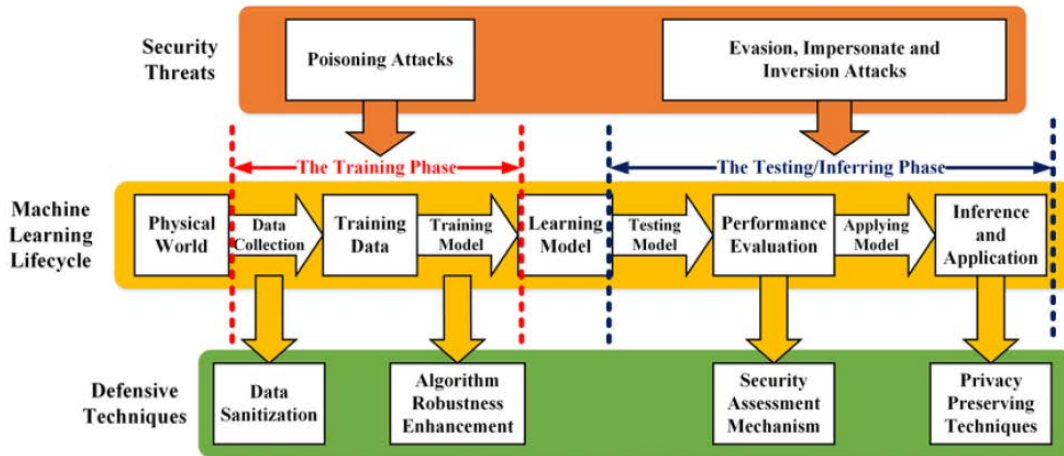 Security
Threats
Poisoning Attacks
Evasion, Impersonate and
Inversion Attacks
The Training Phase
The Testing/Inferring Phase
Machine
Learning
Lifecycle
Physical
World
Data
Collection
Training
Data
Training
Model
Learning
Model
Testing
Model
Performance
Evaluation
Applying
Model
Inference
and
Application
Defensive
Techniques
Data
Sanitization
Algorithm
Robustness
Enhancement
Security
Assessment
Mechanism
Privacy
Preserving
Techniques